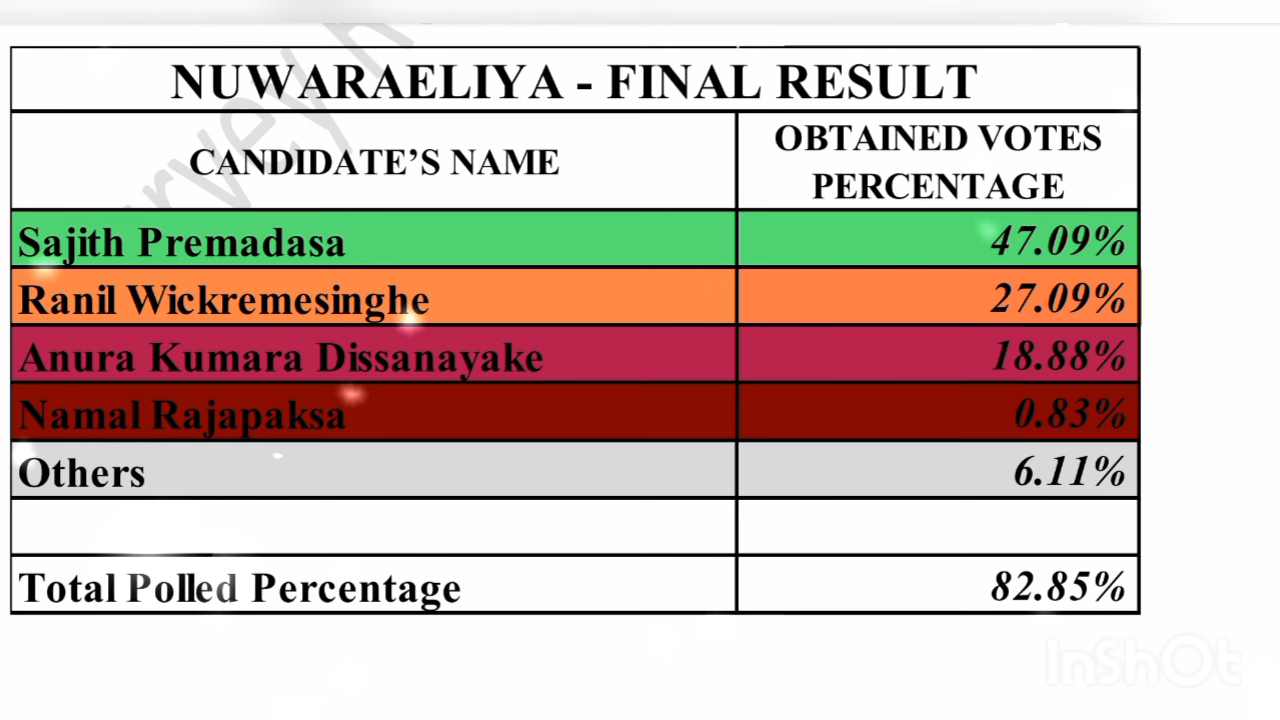 NUWARAELIYA - FINAL RESULT
CANDIDATE’S NAME
OBTAINED VOTES
PERCENTAGE
Sajith Premadasa 47.09%
Ranil Wickremesinghe 27.09%
Anura Kumara Dissanayake 18.88%
Namal Rajapaksa 0.83%
Others 6.11%
Total Polled Percentage 82.85%
InShOt